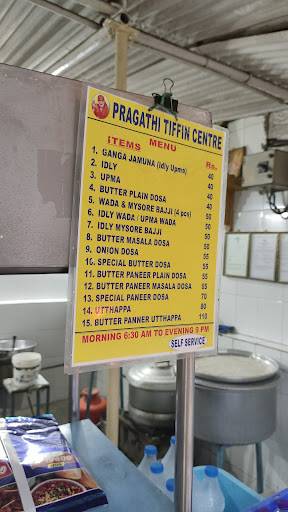 PRAGATHI TIFFIN CENTRE
MENU
ITEMS Rs.
1. GANGA JAMUNA (Idly Upma) 40
2. IDLY 40
3. UPMA 40
4. BUTTER PLAIN DOSA 40
5. WADA & MYSORE BAJJI (4 pcs) 50
6. IDLY WADA / UPMA WADA 50
7. IDLY MYSORE BAJJI 50
8. BUTTER MASALA DOSA 50
9. ONION DOSA 55
10. SPECIAL BUTTER DOSA 55
11. BUTTER PANEER PLAIN DOSA 55
12. BUTTER PANEER MASALA DOSA 55
13. SPECIAL PANEER DOSA 70
14. UTTHAPPA 80
15. BUTTER PANNER UTTHAPPA 110
MORNING 6:30 AM TO EVENING 9 PM
SELF SERVICE